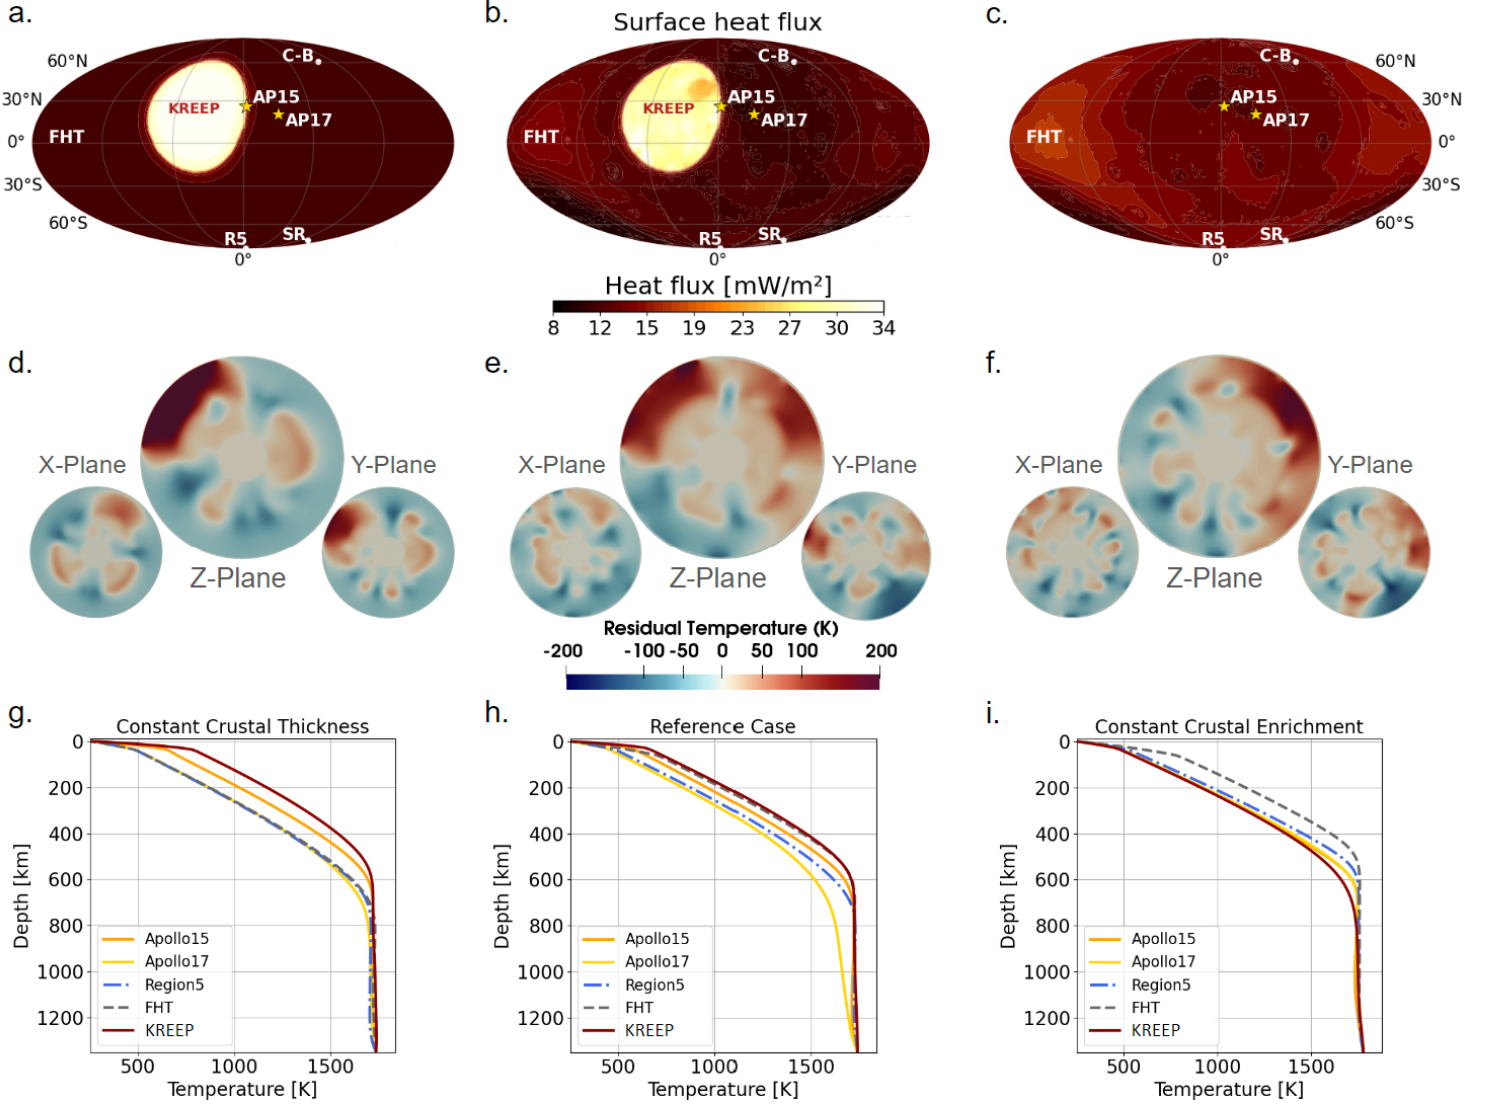 a.
b.
c.
Surface heat flux
60°N
30°N
0°
30°S
60°S
C-B
AP15
AP17
KREEP
FHT
R5
SR
0°
C-B
AP15
AP17
KREEP
FHT
R5
SR
0°
C-B
AP15
AP17
FHT
R5
SR
0°
60°N
30°N
0°
30°S
60°S
Heat flux [mW/m²]
8 12 15 19 23 27 30 34
d.
e.
f.
X-Plane
Y-Plane
Z-Plane
X-Plane
Y-Plane
Z-Plane
X-Plane
Y-Plane
Z-Plane
Residual Temperature (K)
-200 -100 -50 0 50 100 200
g.
h.
i.
Constant Crustal Thickness
0
200
400
600
800
1000
1200
Depth [km]
Apollo15
Apollo17
Region5
FHT
KREEP
500 1000 1500
Temperature [K]
Reference Case
0
200
400
600
800
1000
1200
Depth [km]
Apollo15
Apollo17
Region5
FHT
KREEP
500 1000 1500
Temperature [K]
Constant Crustal Enrichment
0
200
400
600
800
1000
1200
Depth [km]
Apollo15
Apollo17
Region5
FHT
KREEP
500 1000 1500
Temperature [K]